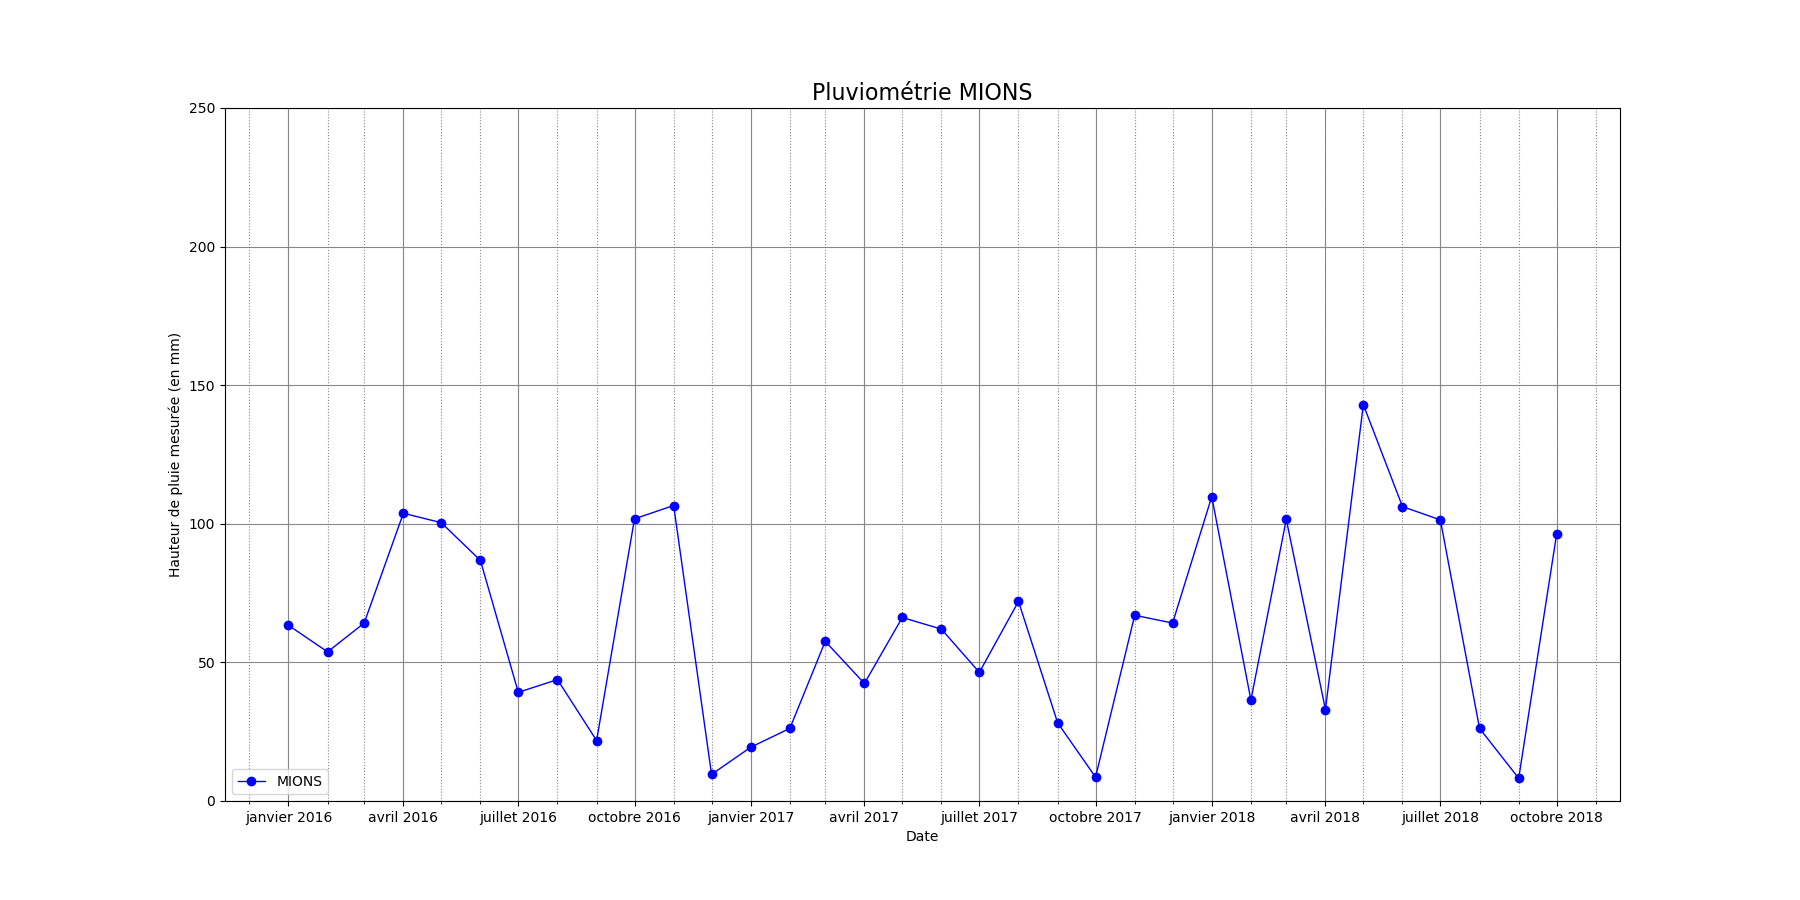 Pluviométrie MIONS
250
200
150
100
50
0
Hauteur de pluie mesurée (en mm)
MIONS
janvier 2016 avril 2016 juillet 2016 octobre 2016 janvier 2017 avril 2017 juillet 2017 octobre 2017 janvier 2018 avril 2018 juillet 2018 octobre 2018
Date